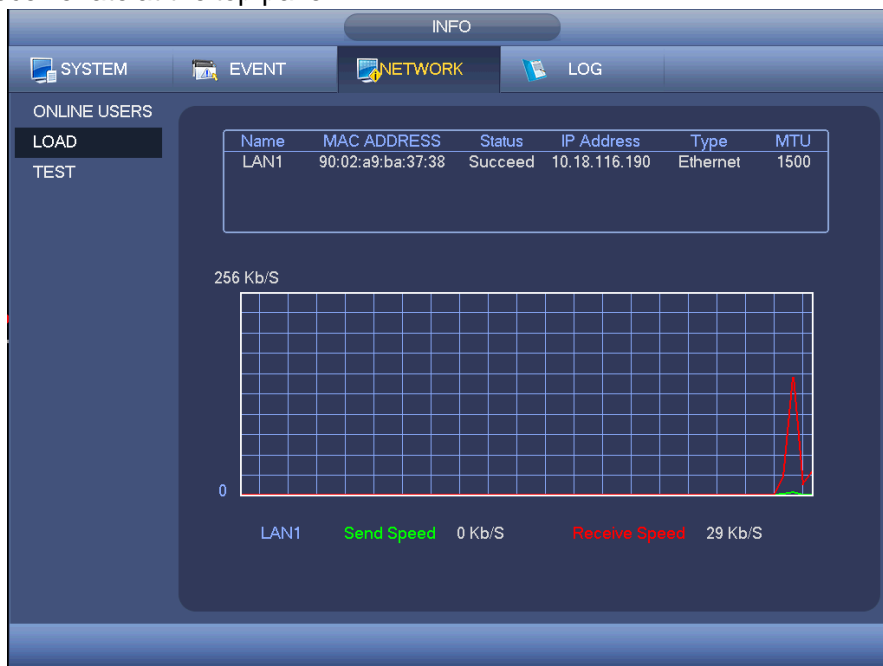 INFO
SYSTEM EVENT NETWORK LOG
ONLINE USERS
LOAD
TEST
Name MAC ADDRESS Status IP Address Type MTU
LAN1 90:02:a9:ba:37:38 Succeed 10.18.116.190 Ethernet 1500
256 Kb/S
0
LAN1 Send Speed 0 Kb/S Receive Speed 29 Kb/S